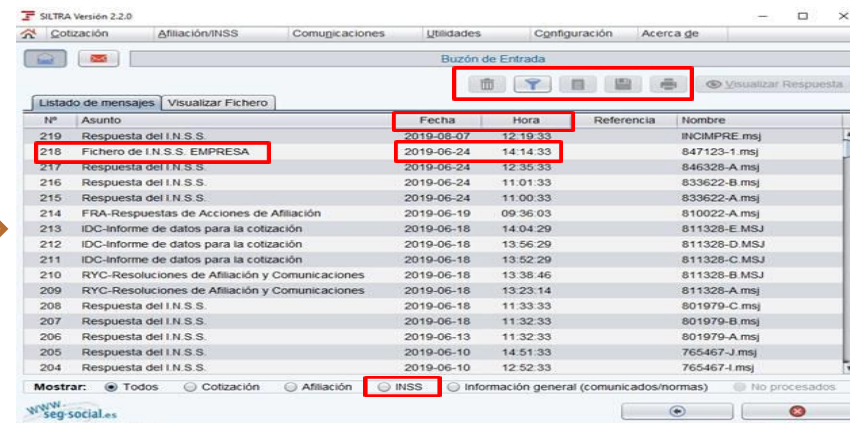 SILTRA Versión 2.2.0
Cotización Afiliación/INSS Comunicaciones Utilidades Configuración Acerca de
Buzón de Entrada
Visualizar Respuesta
Listado de mensajes Visualizar Fichero
Nº Asunto Fecha Hora Referencia Nombre
219 Respuesta del I.N.S.S. 2019-08-07 12:19:33 INCIMPRE.msj
218 Fichero de I.N.S.S. EMPRESA 2019-06-24 14:14:33 847123-1.msj
217 Respuesta del I.N.S.S. 2019-06-24 12:35:33 846328-A.msj
216 Respuesta del I.N.S.S. 2019-06-24 11:01:33 833622-B.msj
215 Respuesta del I.N.S.S. 2019-06-24 11:00:33 833622-A.msj
214 FRA-Respuestas de Acciones de Afiliación 2019-06-19 09:36:03 810022-A.msj
213 IDC-Informe de datos para la cotización 2019-06-18 14:04:29 811328-E.MSJ
212 IDC-Informe de datos para la cotización 2019-06-18 13:56:29 811328-D.MSJ
211 IDC-Informe de datos para la cotización 2019-06-18 13:52:29 811328-C.MSJ
210 RYC-Resoluciones de Afiliación y Comunicaciones 2019-06-18 13:38:46 811328-B.MSJ
209 RYC-Resoluciones de Afiliación y Comunicaciones 2019-06-18 13:23:14 811328-A.msj
208 Respuesta del I.N.S.S. 2019-06-18 11:33:33 801979-C.msj
207 Respuesta del I.N.S.S. 2019-06-18 11:32:33 801979-B.msj
206 Respuesta del I.N.S.S. 2019-06-13 11:32:33 801979-A.msj
205 Respuesta del I.N.S.S. 2019-06-10 14:51:33 765467-J.msj
204 Respuesta del I.N.S.S. 2019-06-10 12:52:33 765467-I.msj
Mostrar: Todos Cotización Afiliación INSS Información general (comunicados/normas) No procesados
www.seg-social.es